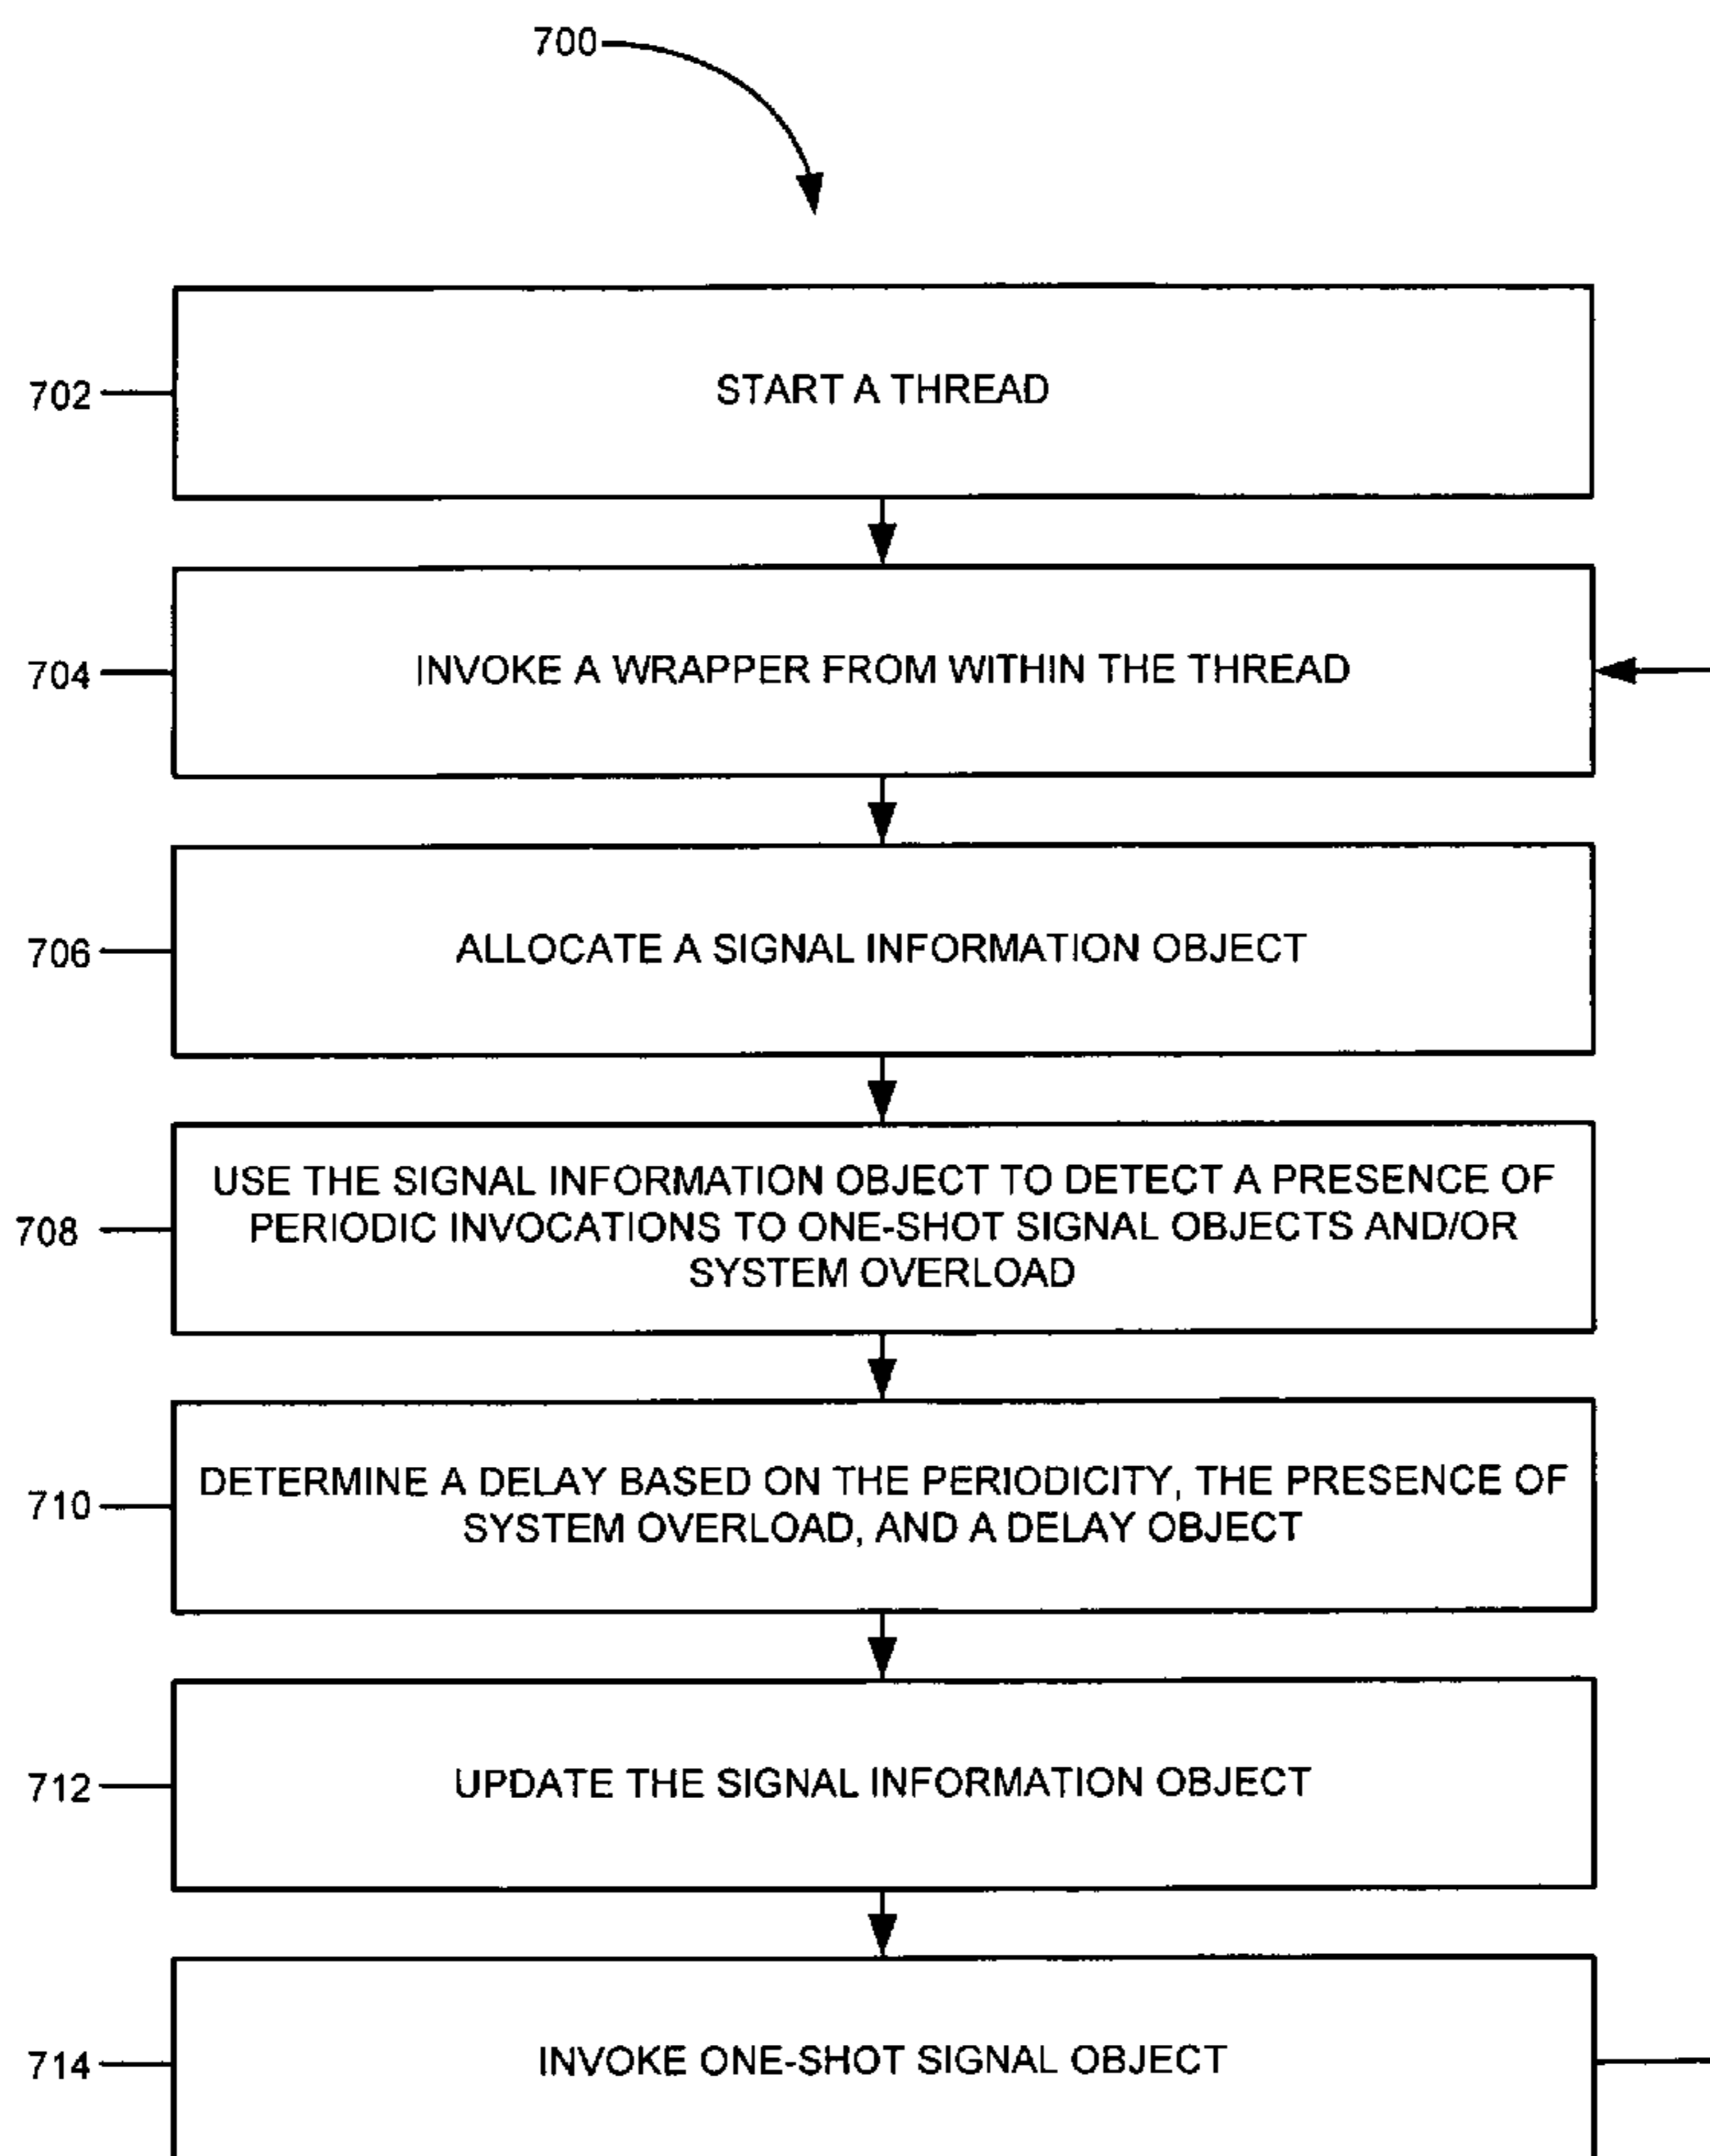 700
702
START A THREAD
704
INVOKE A WRAPPER FROM WITHIN THE THREAD
706
ALLOCATE A SIGNAL INFORMATION OBJECT
708
USE THE SIGNAL INFORMATION OBJECT TO DETECT A PRESENCE OF
PERIODIC INVOCATIONS TO ONE-SHOT SIGNAL OBJECTS AND/OR
SYSTEM OVERLOAD
710
DETERMINE A DELAY BASED ON THE PERIODICITY, THE PRESENCE OF
SYSTEM OVERLOAD, AND A DELAY OBJECT
712
UPDATE THE SIGNAL INFORMATION OBJECT
714
INVOKE ONE-SHOT SIGNAL OBJECT